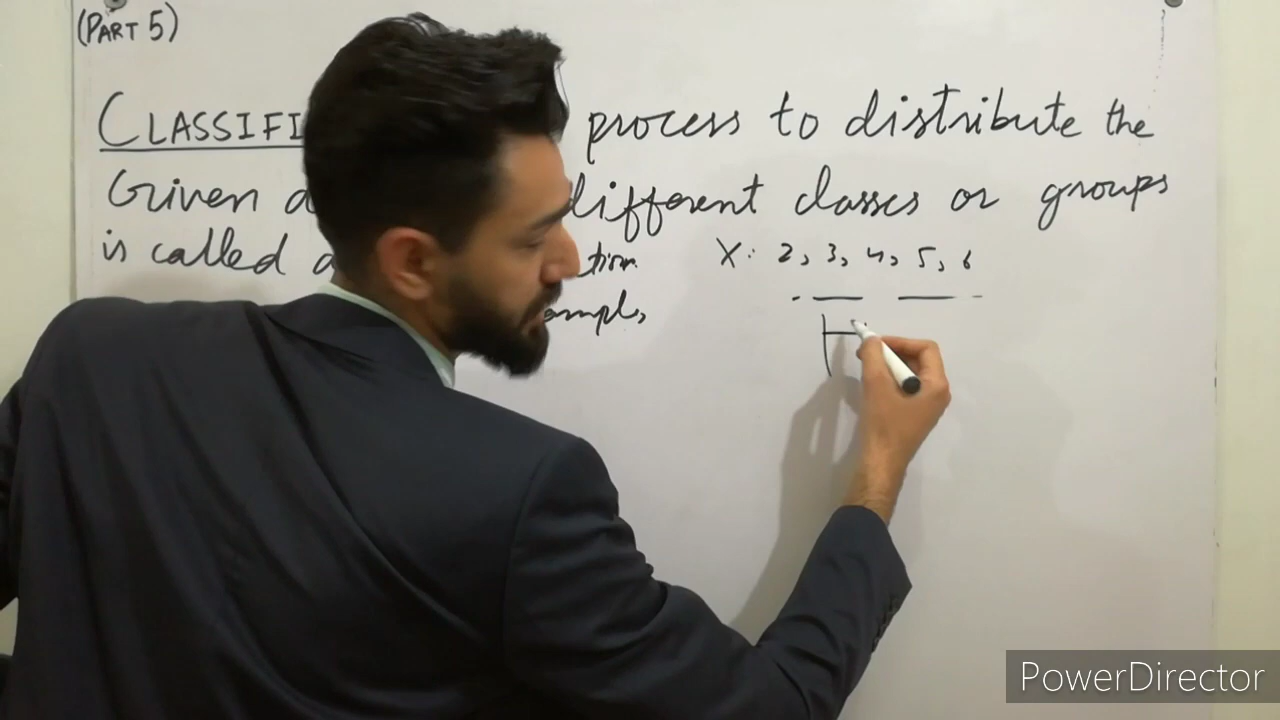 (PART 5)
CLASSIFI process to distribute the
Given different classes or groups
is called
X: 2, 3, 4, 5, 6
PowerDirector